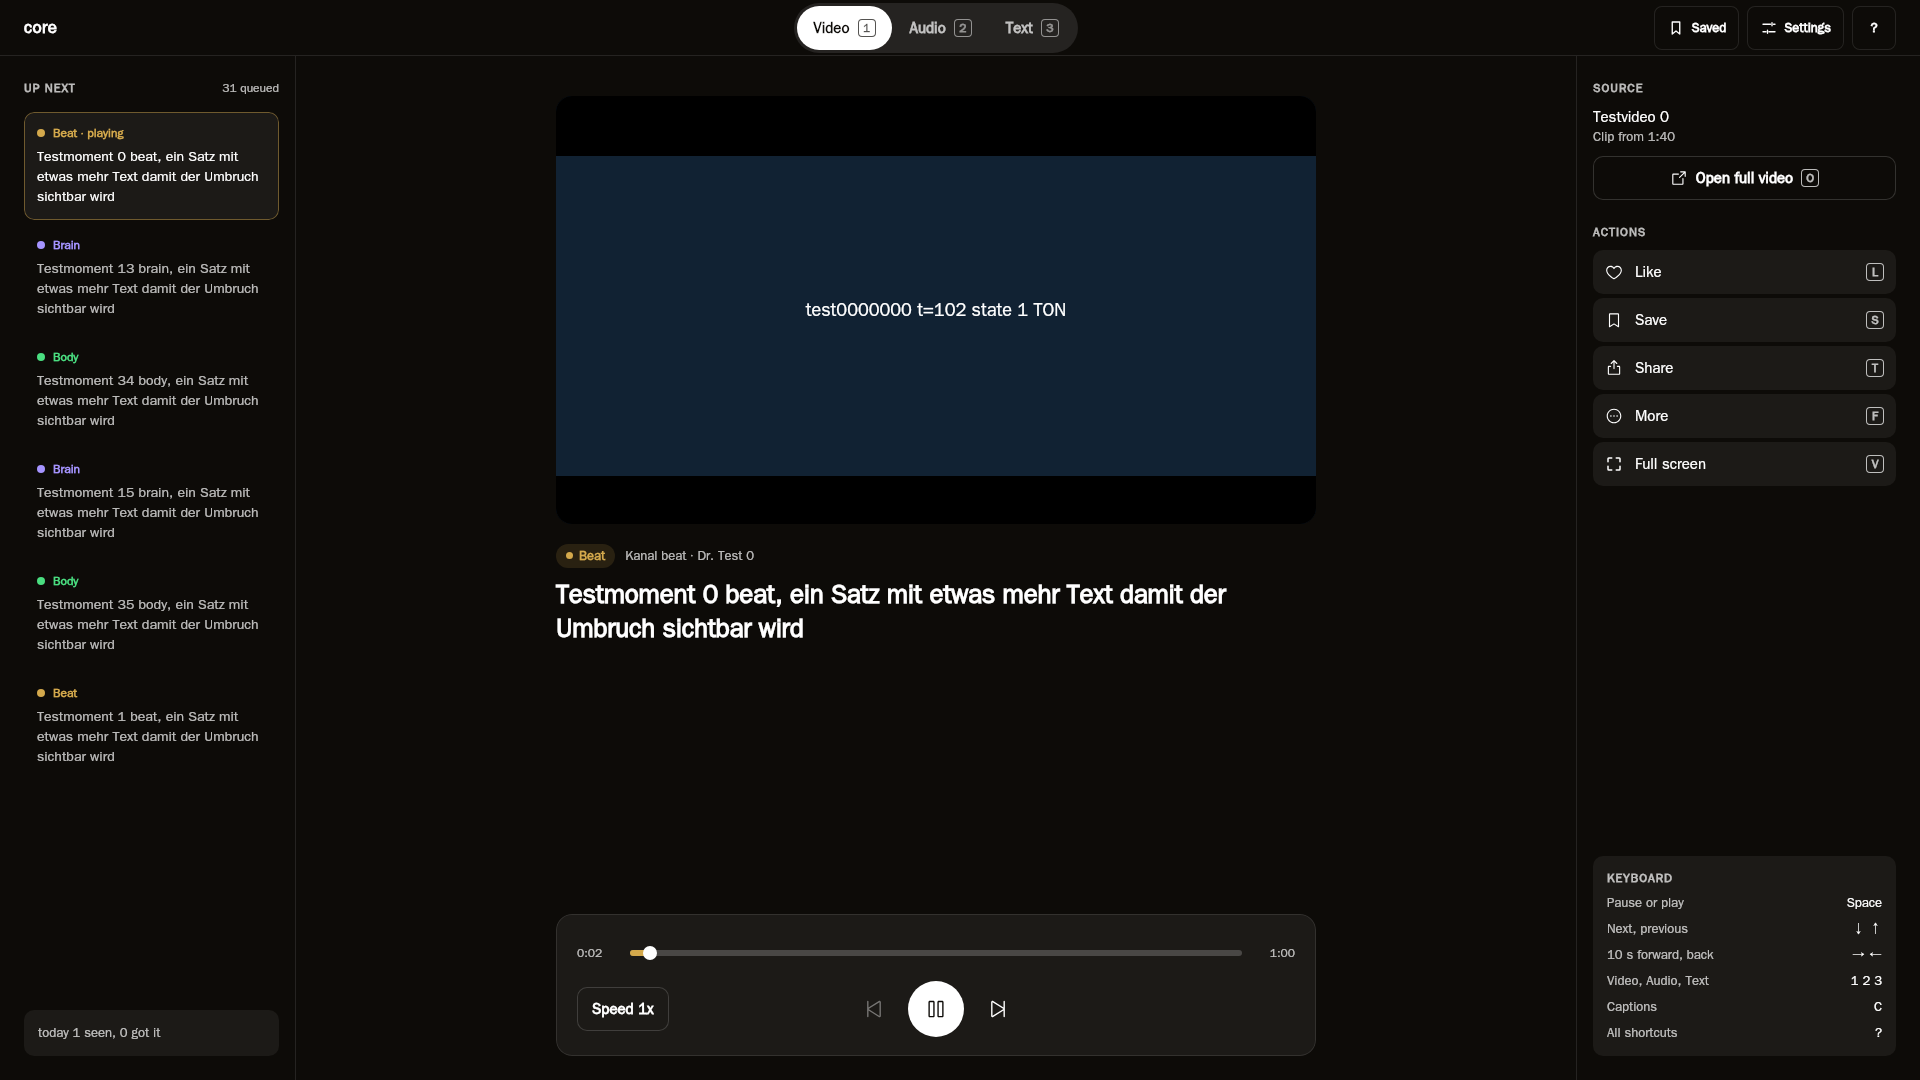 core
Video 1
Audio 2
Text 3
Saved
Settings
?
UP NEXT
31 queued
Beat · playing
Testmoment 0 beat, ein Satz mit
etwas mehr Text damit der Umbruch
sichtbar wird
Brain
Testmoment 13 brain, ein Satz mit
etwas mehr Text damit der Umbruch
sichtbar wird
Body
Testmoment 34 body, ein Satz mit
etwas mehr Text damit der Umbruch
sichtbar wird
Brain
Testmoment 15 brain, ein Satz mit
etwas mehr Text damit der Umbruch
sichtbar wird
Body
Testmoment 35 body, ein Satz mit
etwas mehr Text damit der Umbruch
sichtbar wird
Beat
Testmoment 1 beat, ein Satz mit
etwas mehr Text damit der Umbruch
sichtbar wird
today 1 seen, 0 got it
test0000000 t=102 state 1 TON
Beat
Kanal beat · Dr. Test 0
Testmoment 0 beat, ein Satz mit etwas mehr Text damit der
Umbruch sichtbar wird
0:02
1:00
Speed 1x
SOURCE
Testvideo 0
Clip from 1:40
Open full video O
ACTIONS
Like L
Save S
Share T
More F
Full screen V
KEYBOARD
Pause or play Space
Next, previous ↓ ↑
10 s forward, back → ←
Video, Audio, Text 1 2 3
Captions C
All shortcuts ?